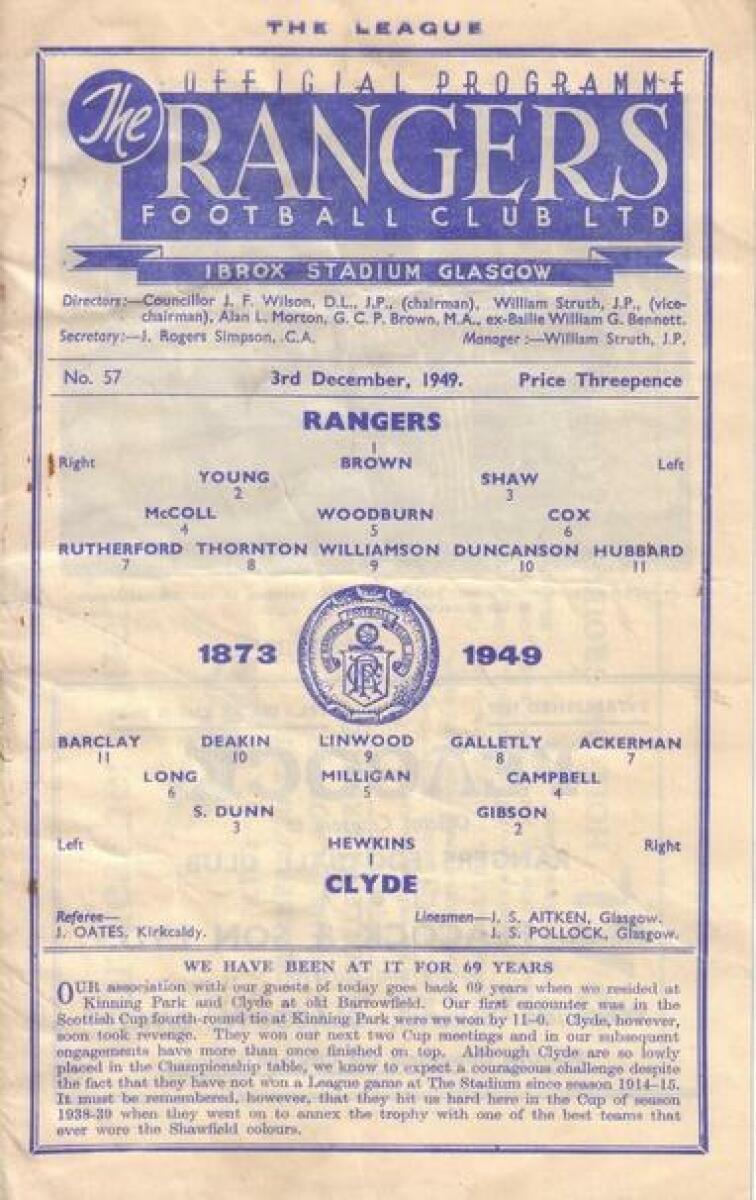 THE LEAGUE
OFFICIAL PROGRAMME
The RANGERS
FOOTBALL CLUB LTD
IBROX STADIUM GLASGOW
Directors:—Councillor J. F. Wilson, D.L., J.P., (chairman), William Struth, J.P., (vice-
chairman), Alan L. Morton, G. C. P. Brown, M.A., ex-Bailie William G. Bennett.
Secretary:—J. Rogers Simpson, C.A. Manager:—William Struth, J.P.
No. 57 3rd December, 1949. Price Threepence
RANGERS
1
Right BROWN Left
YOUNG SHAW
2 3
McCOLL WOODBURN COX
4 5 6
RUTHERFORD THORNTON WILLIAMSON DUNCANSON HUBBARD
7 8 9 10 11
1873 1949
BARCLAY DEAKIN LINWOOD GALLETLY ACKERMAN
11 10 9 8 7
LONG MILLIGAN CAMPBELL
6 5 4
S. DUNN GIBSON
3 2
Left HEWKINS Right
1
CLYDE
Referee— Linesmen—J. S. AITKEN, Glasgow.
J. OATES, Kirkcaldy. J. S. POLLOCK, Glasgow.
WE HAVE BEEN AT IT FOR 69 YEARS
OUR association with our guests of today goes back 69 years when we resided at
Kinning Park and Clyde at old Barrowfield. Our first encounter was in the
Scottish Cup fourth-round tie at Kinning Park were we won by 11–0. Clyde, however,
soon took revenge. They won our next two Cup meetings and in our subsequent
engagements have more than once finished on top. Although Clyde are so lowly
placed in the Championship table, we know to expect a courageous challenge despite
the fact that they have not won a League game at The Stadium since season 1914–15.
It must be remembered, however, that they hit us hard here in the Cup of season
1938-39 when they went on to annex the trophy with one of the best teams that
ever wore the Shawfield colours.